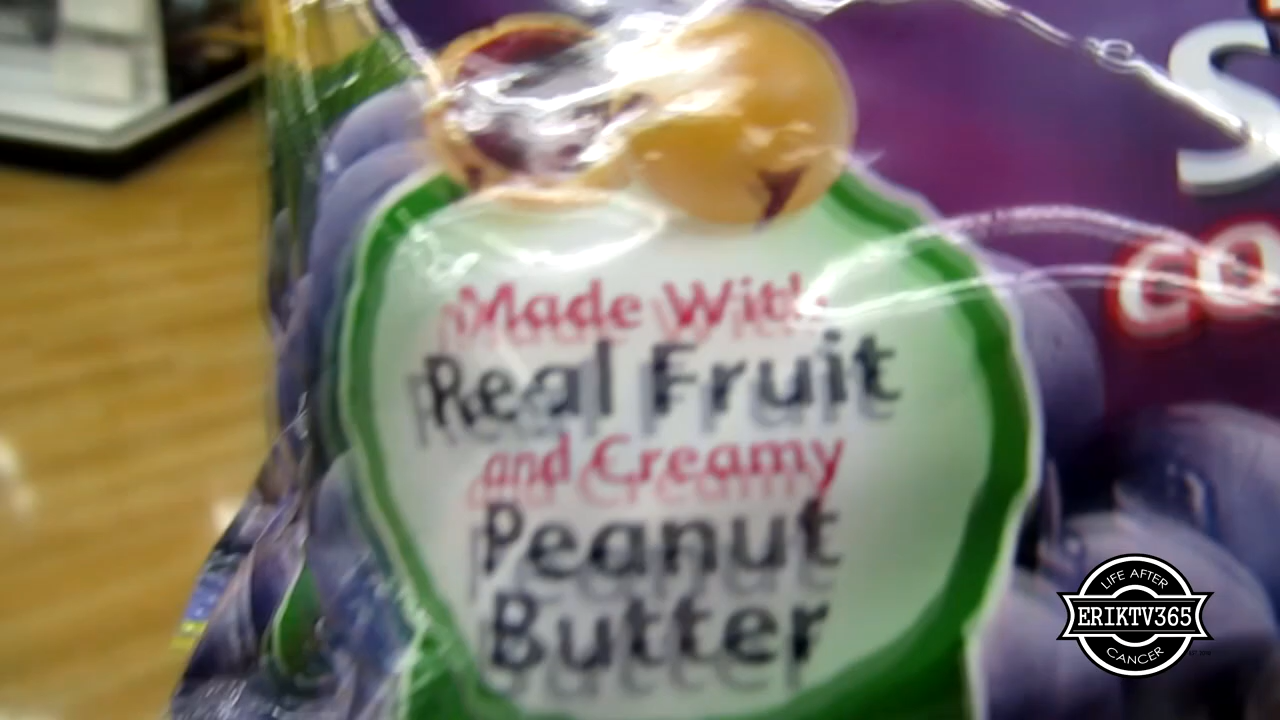 Made With
Real Fruit
and Creamy
Peanut
Butter
LIFE AFTER
ERIKTV365
CANCER